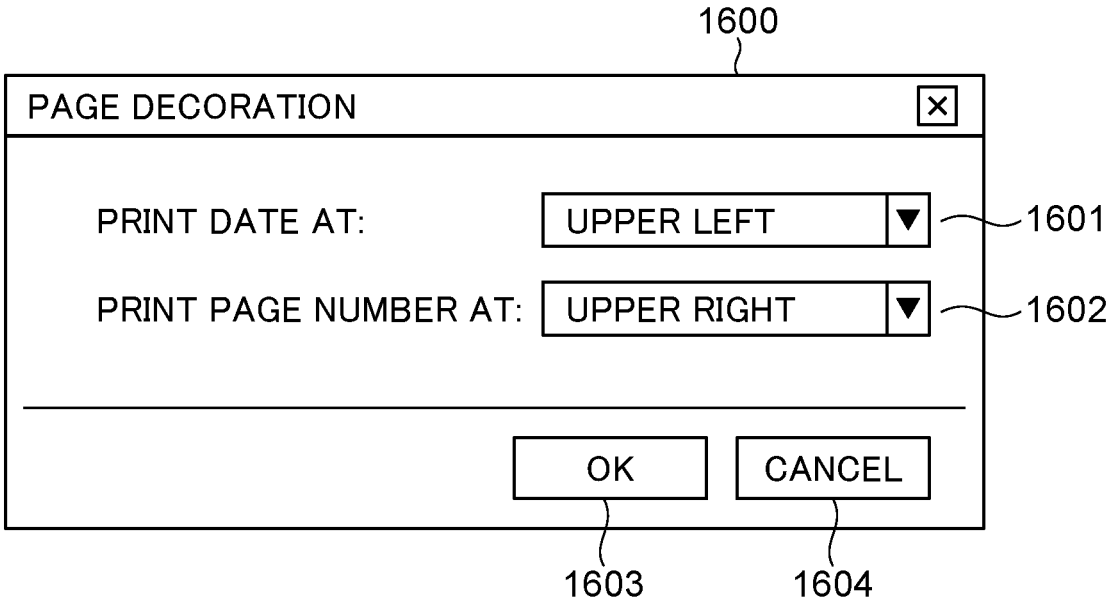 1600
PAGE DECORATION
PRINT DATE AT: UPPER LEFT 1601
PRINT PAGE NUMBER AT: UPPER RIGHT 1602
OK CANCEL
1603 1604